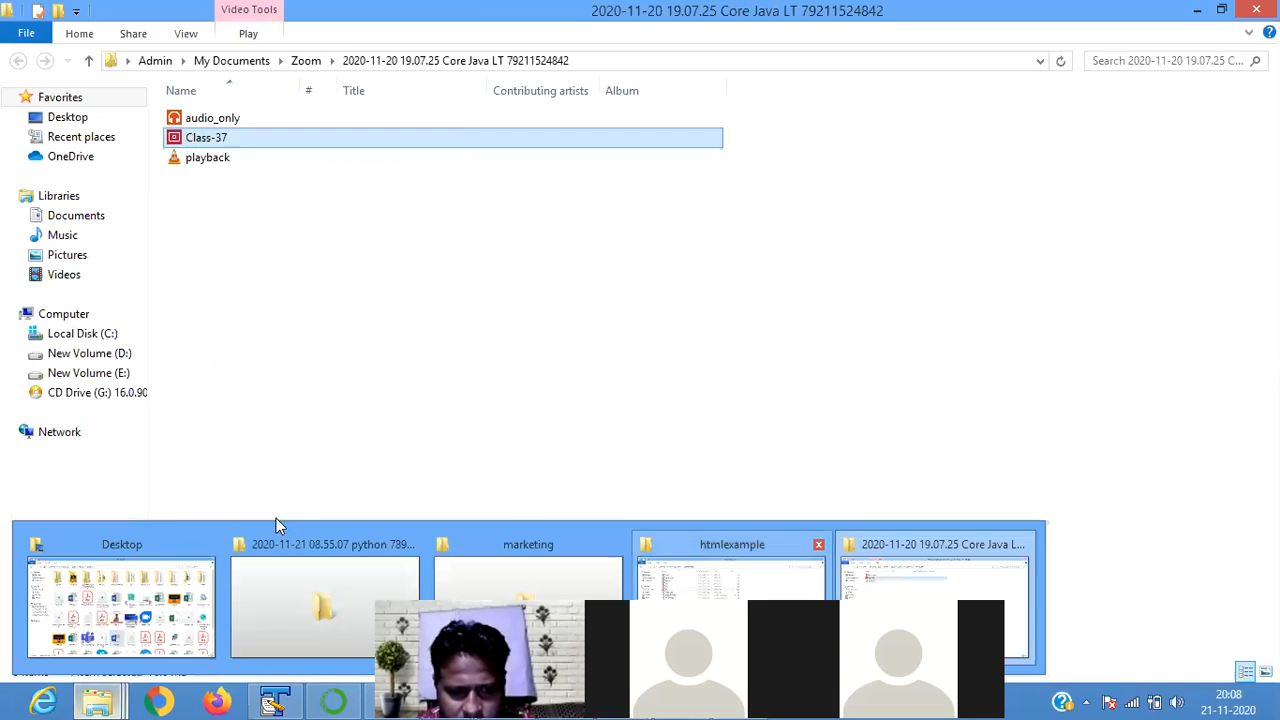 Video Tools
2020-11-20 19.07.25 Core Java LT 79211524842
File Home Share View Play
Admin My Documents Zoom 2020-11-20 19.07.25 Core Java LT 79211524842
Search 2020-11-20 19.07.25 C...
Name # Title Contributing artists Album
Favorites
Desktop
Recent places
OneDrive
Libraries
Documents
Music
Pictures
Videos
Computer
Local Disk (C:)
New Volume (D:)
New Volume (E:)
CD Drive (G:) 16.0.90
Network
audio_only
Class-37
playback
Desktop
2020-11-21 08.55.07 python 789...
marketing
htmlexample
2020-11-20 19.07.25 Core Java L...
20:08
21-11-2020